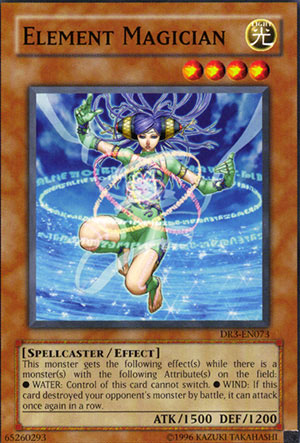 ELEMENT MAGICIAN
LIGHT
光
DR3-EN073
[SPELLCASTER / EFFECT]
This monster gets the following effect(s) while there is a
monster(s) with the following Attribute(s) on the field:
● WATER: Control of this card cannot switch. ● WIND: If this
card destroyed your opponent's monster by battle, it can attack
once again in a row.
ATK/1500 DEF/1200
65260293
©1996 KAZUKI TAKAHASHI